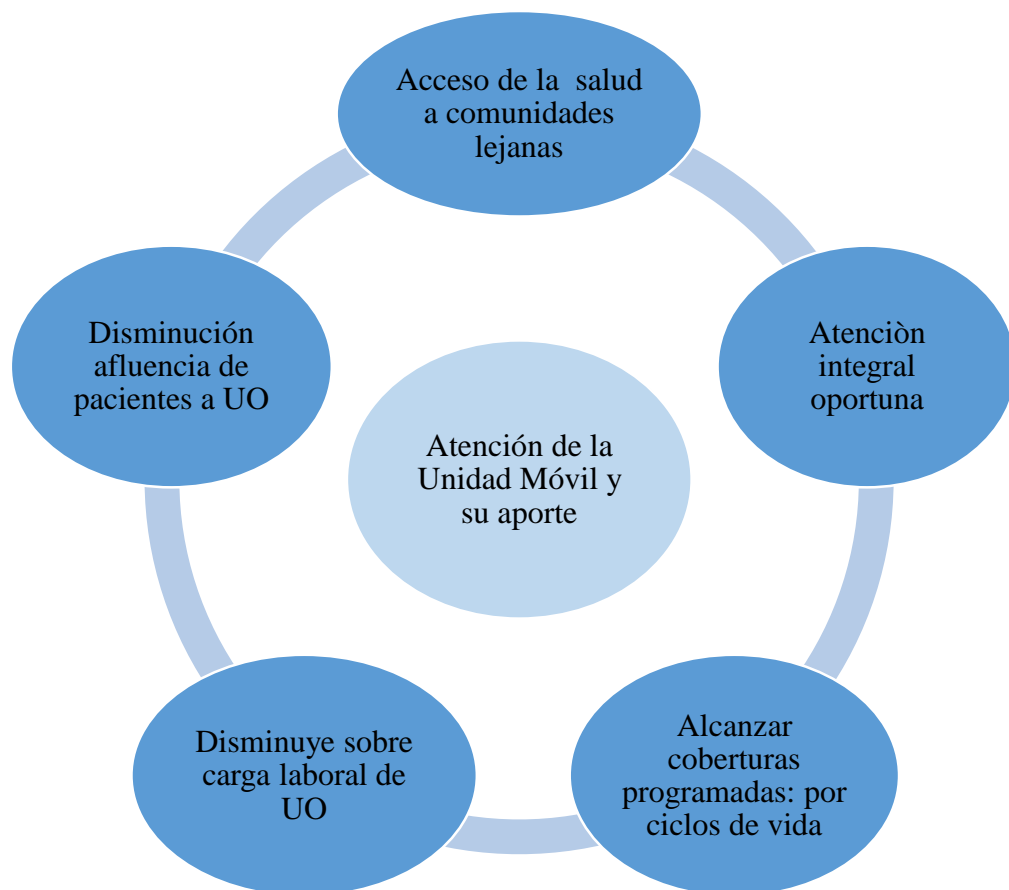 Acceso de la salud
a comunidades
lejanas
Atenciòn
integral
oportuna
Alcanzar
coberturas
programadas: por
ciclos de vida
Disminuye sobre
carga laboral de
UO
Disminución
afluencia de
pacientes a UO
Atención de la
Unidad Móvil y
su aporte